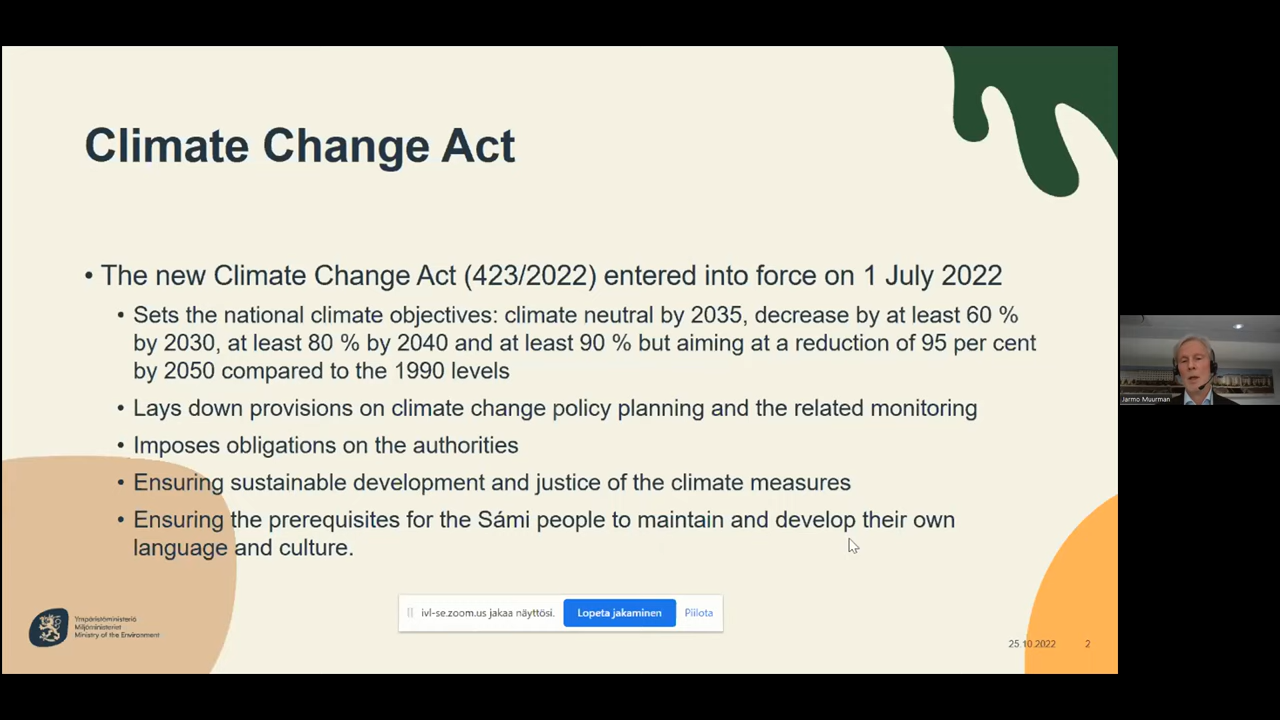 Climate Change Act
• The new Climate Change Act (423/2022) entered into force on 1 July 2022
• Sets the national climate objectives: climate neutral by 2035, decrease by at least 60 %
by 2030, at least 80 % by 2040 and at least 90 % but aiming at a reduction of 95 per cent
by 2050 compared to the 1990 levels
• Lays down provisions on climate change policy planning and the related monitoring
• Imposes obligations on the authorities
• Ensuring sustainable development and justice of the climate measures
• Ensuring the prerequisites for the Sámi people to maintain and develop their own
language and culture.
Jarmo Muurman
ivl-se.zoom.us jakaa näyttösi. Lopeta jakaminen Piilota
Ympäristöministeriö
Miljöministeriet
Ministry of the Environment
25.10.2022 2